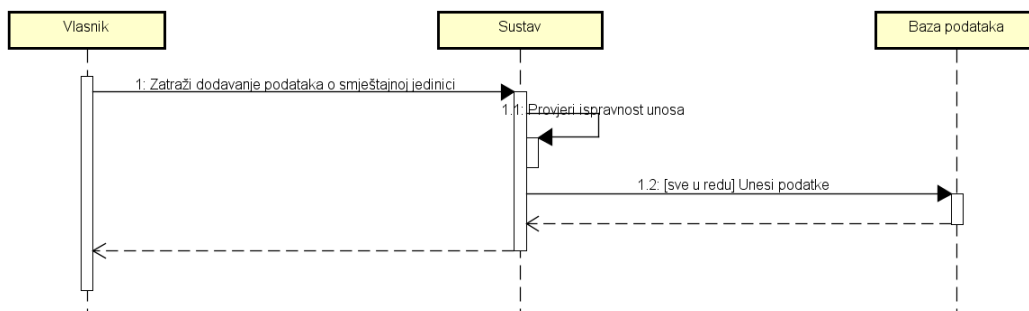 Vlasnik
Sustav
Baza podataka
1: Zatraži dodavanje podataka o smještajnoj jedinici
1.1: Provjeri ispravnost unosa
1.2: [sve u redu] Unesi podatke